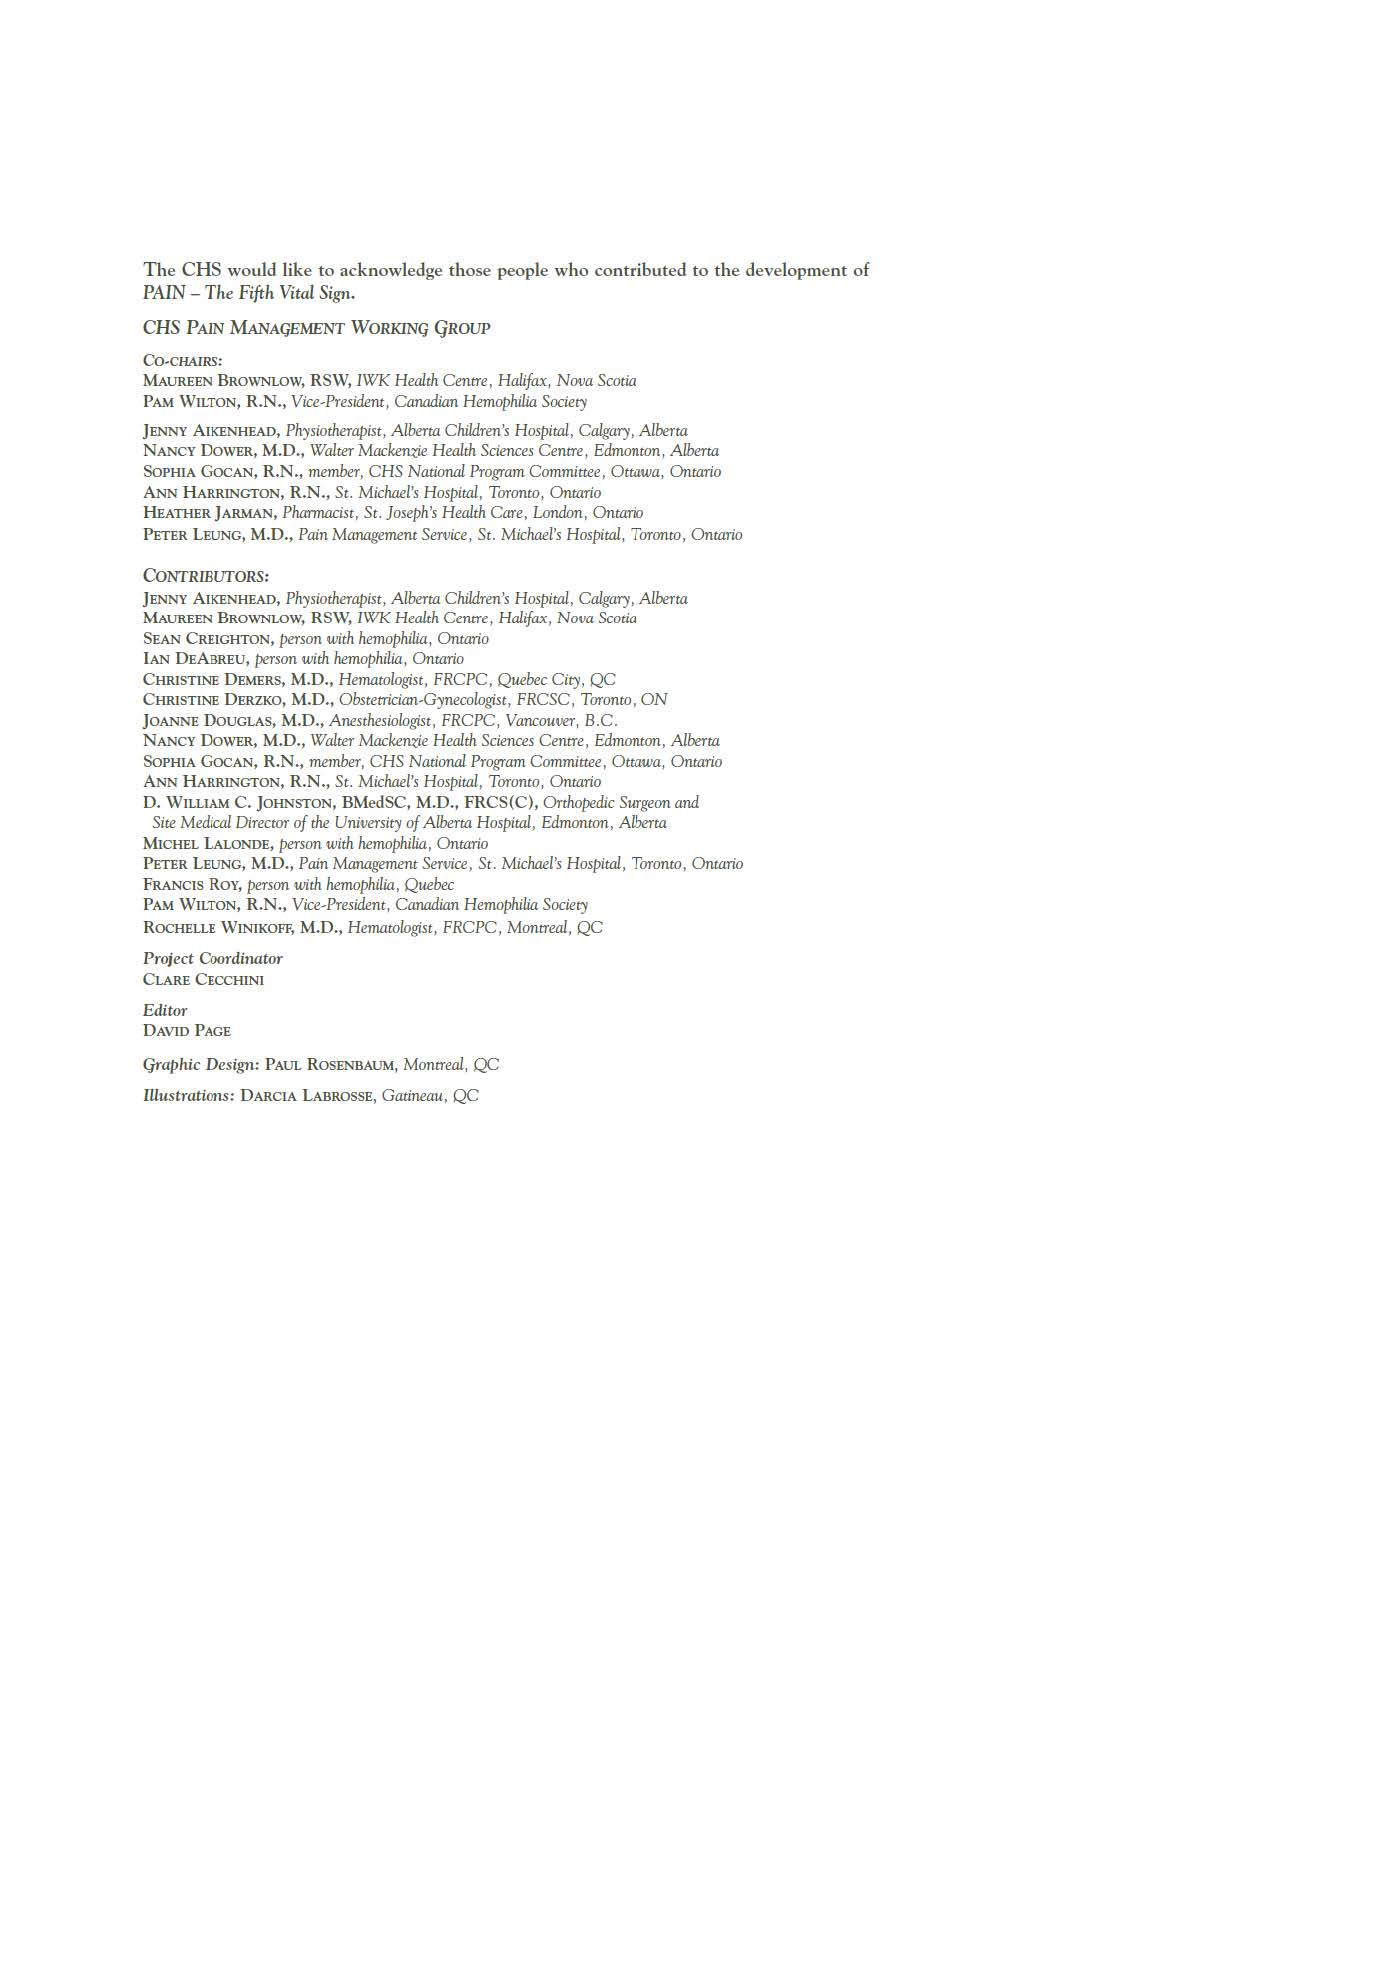 The CHS would like to acknowledge those people who contributed to the development of
PAIN – The Fifth Vital Sign.
CHS Pain Management Working Group
Co-chairs:
Maureen Brownlow, RSW, IWK Health Centre, Halifax, Nova Scotia
Pam Wilton, R.N., Vice-President, Canadian Hemophilia Society
Jenny Aikenhead, Physiotherapist, Alberta Children's Hospital, Calgary, Alberta
Nancy Dower, M.D., Walter Mackenzie Health Sciences Centre, Edmonton, Alberta
Sophia Gocan, R.N., member, CHS National Program Committee, Ottawa, Ontario
Ann Harrington, R.N., St. Michael's Hospital, Toronto, Ontario
Heather Jarman, Pharmacist, St. Joseph's Health Care, London, Ontario
Peter Leung, M.D., Pain Management Service, St. Michael's Hospital, Toronto, Ontario
Contributors:
Jenny Aikenhead, Physiotherapist, Alberta Children's Hospital, Calgary, Alberta
Maureen Brownlow, RSW, IWK Health Centre, Halifax, Nova Scotia
Sean Creighton, person with hemophilia, Ontario
Ian DeAbreu, person with hemophilia, Ontario
Christine Demers, M.D., Hematologist, FRCPC, Quebec City, QC
Christine Derzko, M.D., Obstetrician-Gynecologist, FRCSC, Toronto, ON
Joanne Douglas, M.D., Anesthesiologist, FRCPC, Vancouver, B.C.
Nancy Dower, M.D., Walter Mackenzie Health Sciences Centre, Edmonton, Alberta
Sophia Gocan, R.N., member, CHS National Program Committee, Ottawa, Ontario
Ann Harrington, R.N., St. Michael's Hospital, Toronto, Ontario
D. William C. Johnston, BMedSC, M.D., FRCS(C), Orthopedic Surgeon and
Site Medical Director of the University of Alberta Hospital, Edmonton, Alberta
Michel Lalonde, person with hemophilia, Ontario
Peter Leung, M.D., Pain Management Service, St. Michael's Hospital, Toronto, Ontario
Francis Roy, person with hemophilia, Quebec
Pam Wilton, R.N., Vice-President, Canadian Hemophilia Society
Rochelle Winikoff, M.D., Hematologist, FRCPC, Montreal, QC
Project Coordinator
Clare Cecchini
Editor
David Page
Graphic Design: Paul Rosenbaum, Montreal, QC
Illustrations: Darcia Labrosse, Gatineau, QC